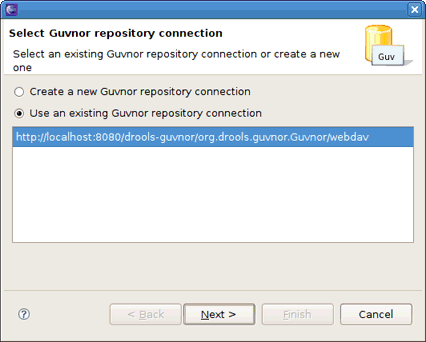 Select Guvnor repository connection
Select an existing Guvnor repository connection or create a new
one
Guv
Create a new Guvnor repository connection
Use an existing Guvnor repository connection
http://localhost:8080/drools-guvnor/org.drools.guvnor.Guvnor/webdav
?
< Back
Next >
Finish
Cancel